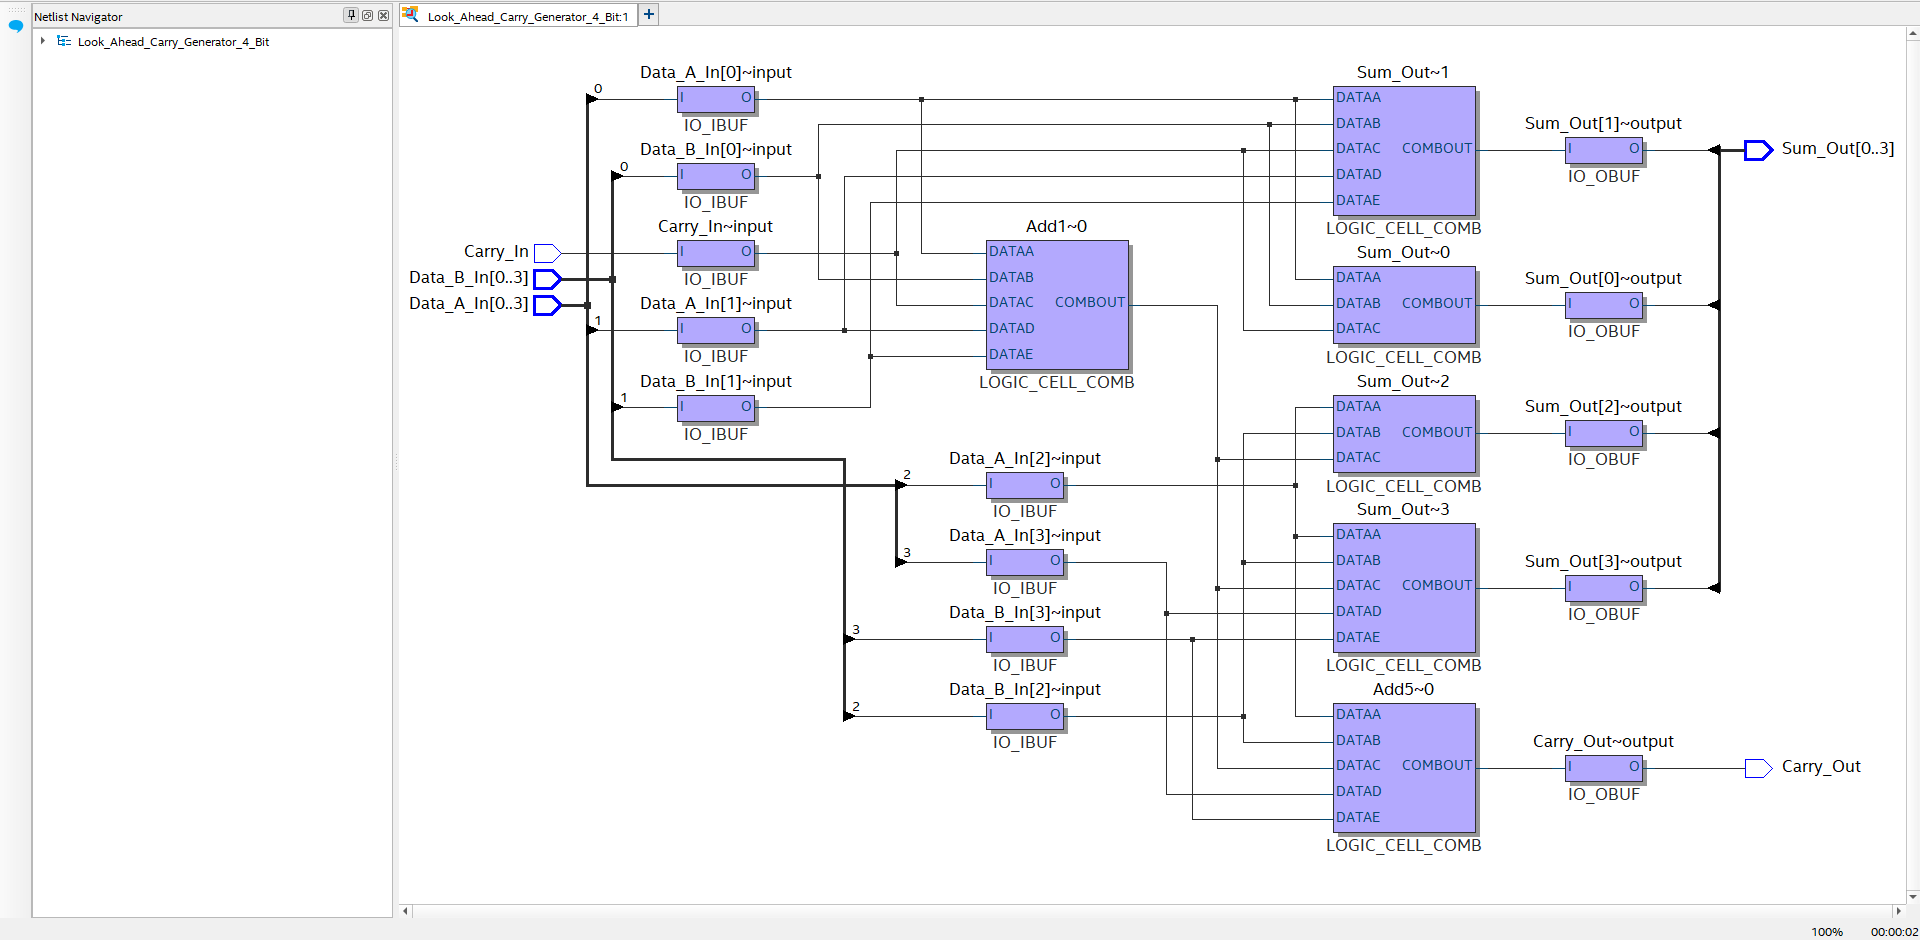 Netlist Navigator
Look_Ahead_Carry_Generator_4_Bit
Look_Ahead_Carry_Generator_4_Bit:1
+
Carry_In
Data_B_In[0..3]
Data_A_In[0..3]
0
0
1
1
Data_A_In[0]~input
I
O
IO_IBUF
Data_B_In[0]~input
I
O
IO_IBUF
Carry_In~input
I
O
IO_IBUF
Data_A_In[1]~input
I
O
IO_IBUF
Data_B_In[1]~input
I
O
IO_IBUF
2
3
3
2
Add1~0
DATAA
DATAB
DATAC COMBOUT
DATAD
DATAE
LOGIC_CELL_COMB
Data_A_In[2]~input
I
O
IO_IBUF
Data_A_In[3]~input
I
O
IO_IBUF
Data_B_In[3]~input
I
O
IO_IBUF
Data_B_In[2]~input
I
O
IO_IBUF
Sum_Out~1
DATAA
DATAB
DATAC COMBOUT
DATAD
DATAE
LOGIC_CELL_COMB
Sum_Out~0
DATAA
DATAB COMBOUT
DATAC
LOGIC_CELL_COMB
Sum_Out~2
DATAA
DATAB COMBOUT
DATAC
LOGIC_CELL_COMB
Sum_Out~3
DATAA
DATAB
DATAC COMBOUT
DATAD
DATAE
LOGIC_CELL_COMB
Add5~0
DATAA
DATAB
DATAC COMBOUT
DATAD
DATAE
LOGIC_CELL_COMB
Sum_Out[1]~output
I
O
IO_OBUF
Sum_Out[0]~output
I
O
IO_OBUF
Sum_Out[2]~output
I
O
IO_OBUF
Sum_Out[3]~output
I
O
IO_OBUF
Carry_Out~output
I
O
IO_OBUF
Sum_Out[0..3]
Carry_Out
100% 00:00:02